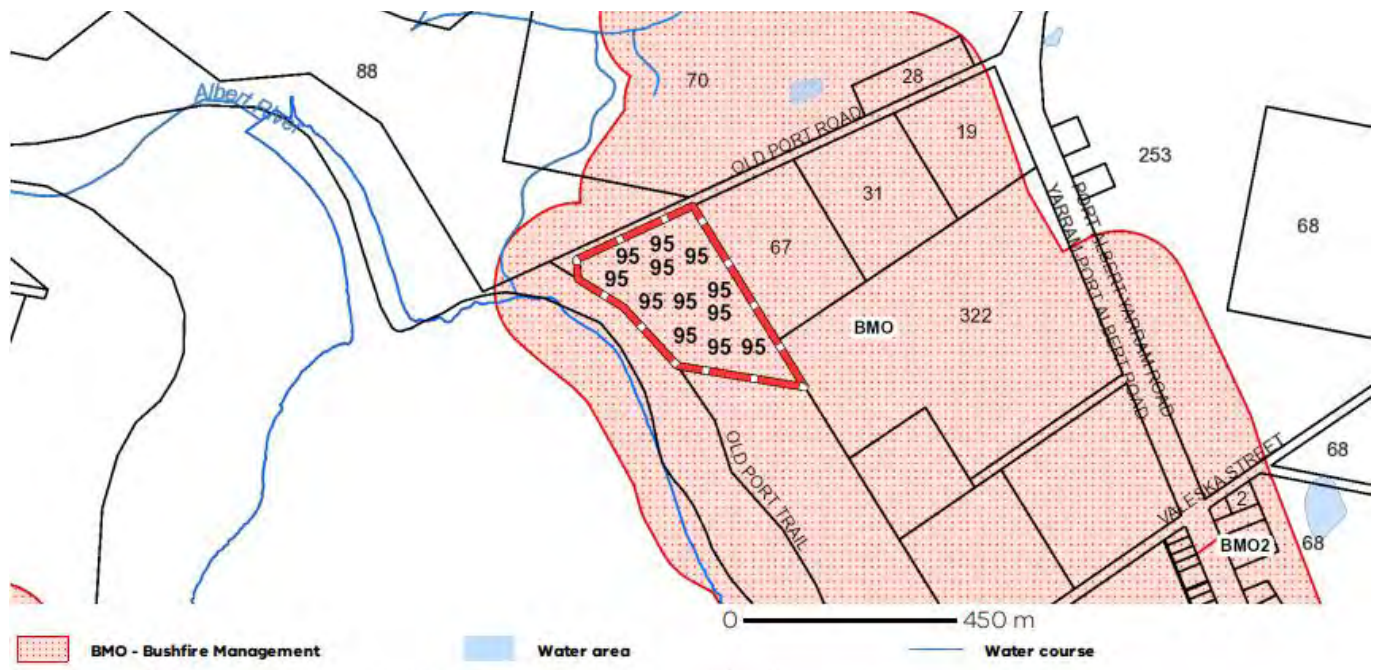 88
70
28
Albert River
OLD PORT ROAD
19
253
31
68
YARRAM-PORT ALBERT ROAD
PORT ALBERT-YARRAM ROAD
67
95
95
95
95
95
95
95
95
95
95
95
95
BMO
322
OLD PORT TRAIL
VALESKA STREET
68
2
BMO2
68
0 450 m
BMO - Bushfire Management
Water area
Water course